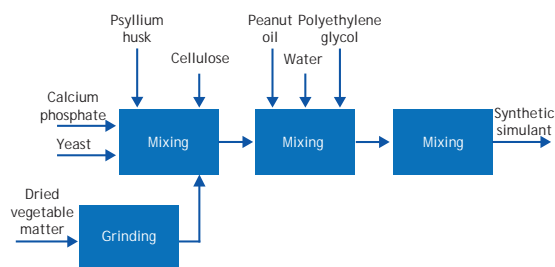 Psyllium
husk
Peanut
oil
Polyethylene
glycol
Cellulose
Water
Calcium
phosphate
Yeast
Mixing
Mixing
Mixing
Synthetic
simulant
Dried
vegetable
matter
Grinding